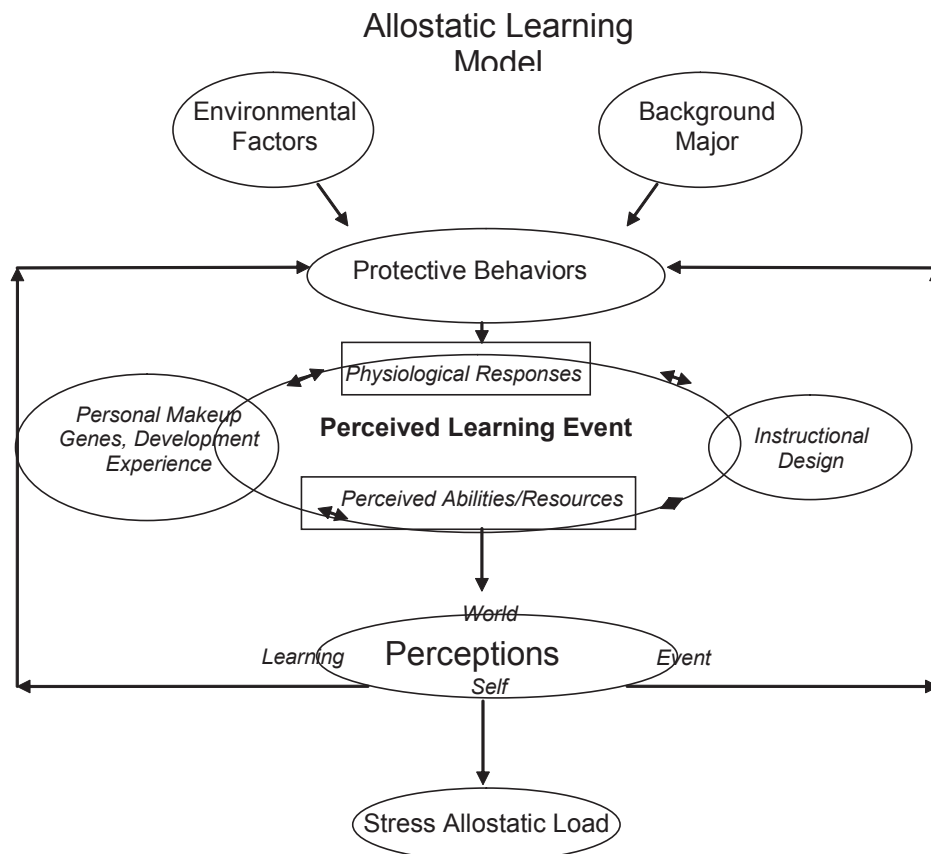 Allostatic Learning
Model
Environmental
Factors
Background
Major
Protective Behaviors
Physiological Responses
Personal Makeup
Genes, Development
Experience
Perceived Learning Event
Instructional
Design
Perceived Abilities/Resources
World
Learning
Perceptions
Event
Self
Stress Allostatic Load